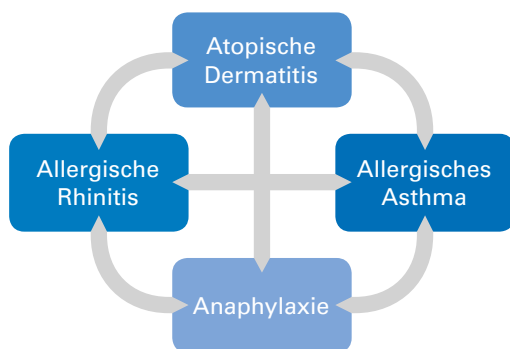 Atopische
Dermatitis
Allergische
Rhinitis
Allergisches
Asthma
Anaphylaxie